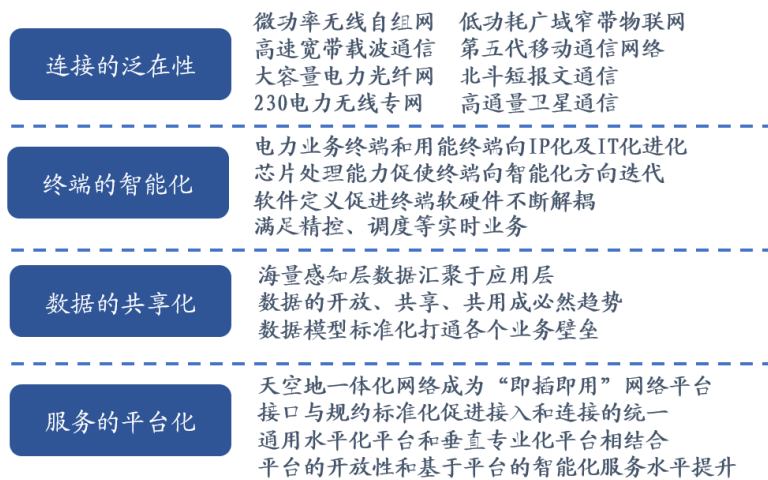 连接的泛在性
微功率无线自组网 低功耗广域窄带物联网
高速宽带载波通信 第五代移动通信网络
大容量电力光纤网 北斗短报文通信
230电力无线专网 高通量卫星通信
终端的智能化
电力业务终端和用能终端向IP化及IT化进化
芯片处理能力促使终端向智能化方向迭代
软件定义促进终端软硬件不断解耦
满足精控、调度等实时业务
数据的共享化
海量感知层数据汇聚于应用层
数据的开放、共享、共用成必然趋势
数据模型标准化打通各个业务壁垒
服务的平台化
天空地一体化网络成为“即插即用”网络平台
接口与规约标准化促进接入和连接的统一
通用水平化平台和垂直专业化平台相结合
平台的开放性和基于平台的智能化服务水平提升